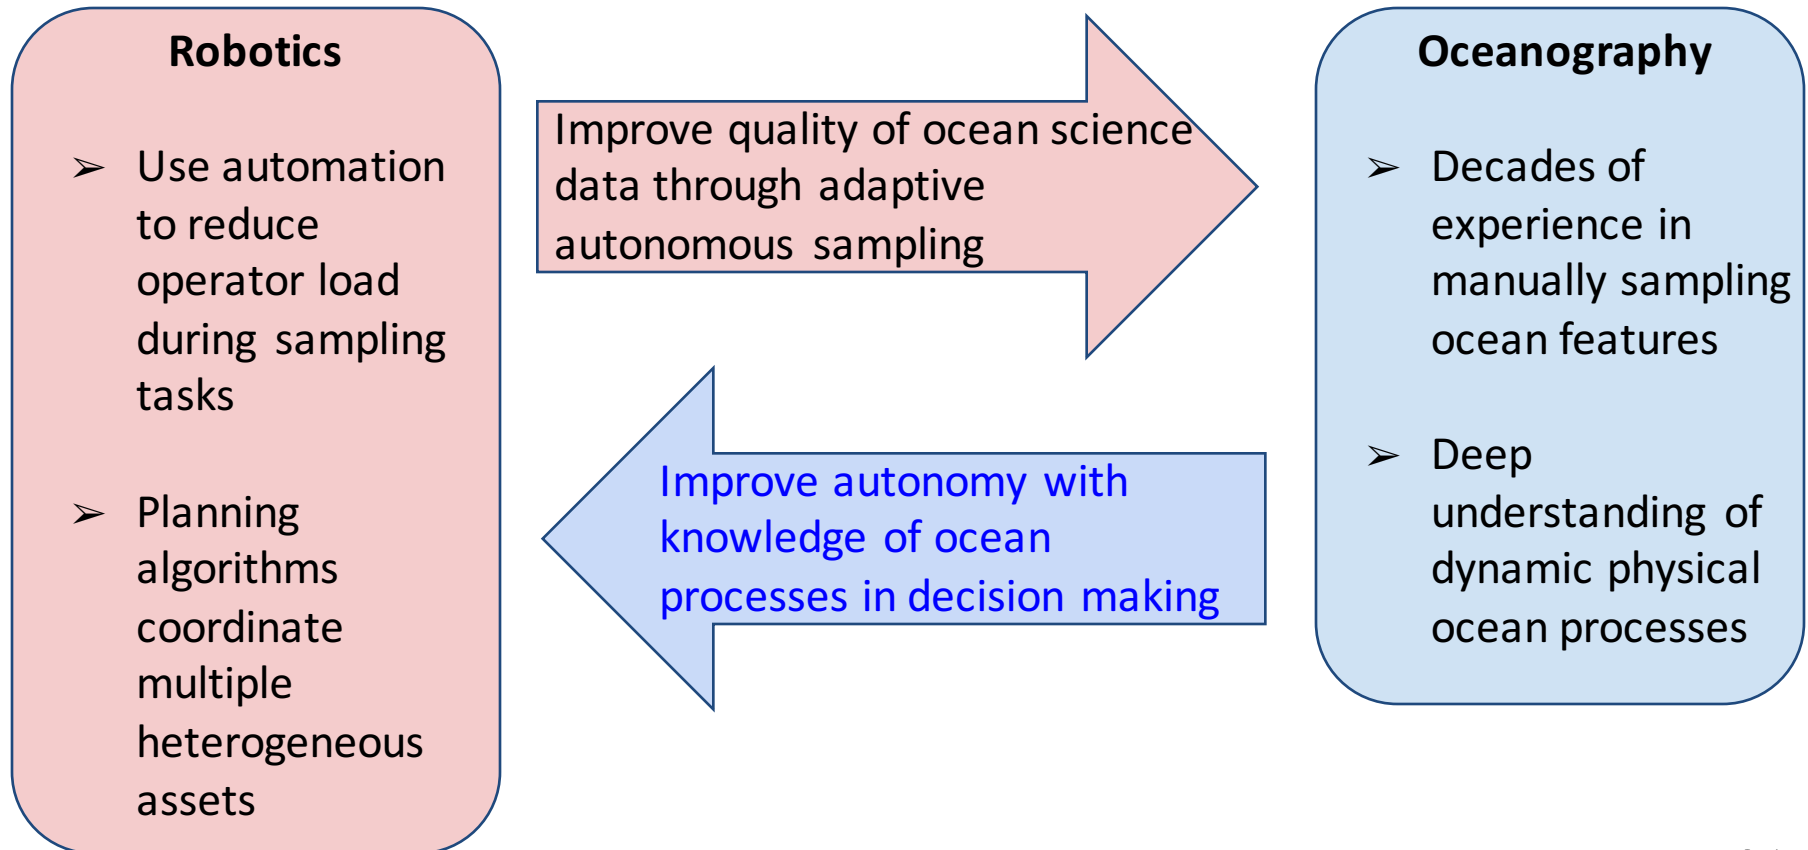 Robotics
➢ Use automation
to reduce
operator load
during sampling
tasks
➢ Planning
algorithms
coordinate
multiple
heterogeneous
assets
Improve quality of ocean science
data through adaptive
autonomous sampling
Improve autonomy with
knowledge of ocean
processes in decision making
Oceanography
➢ Decades of
experience in
manually sampling
ocean features
➢ Deep
understanding of
dynamic physical
ocean processes